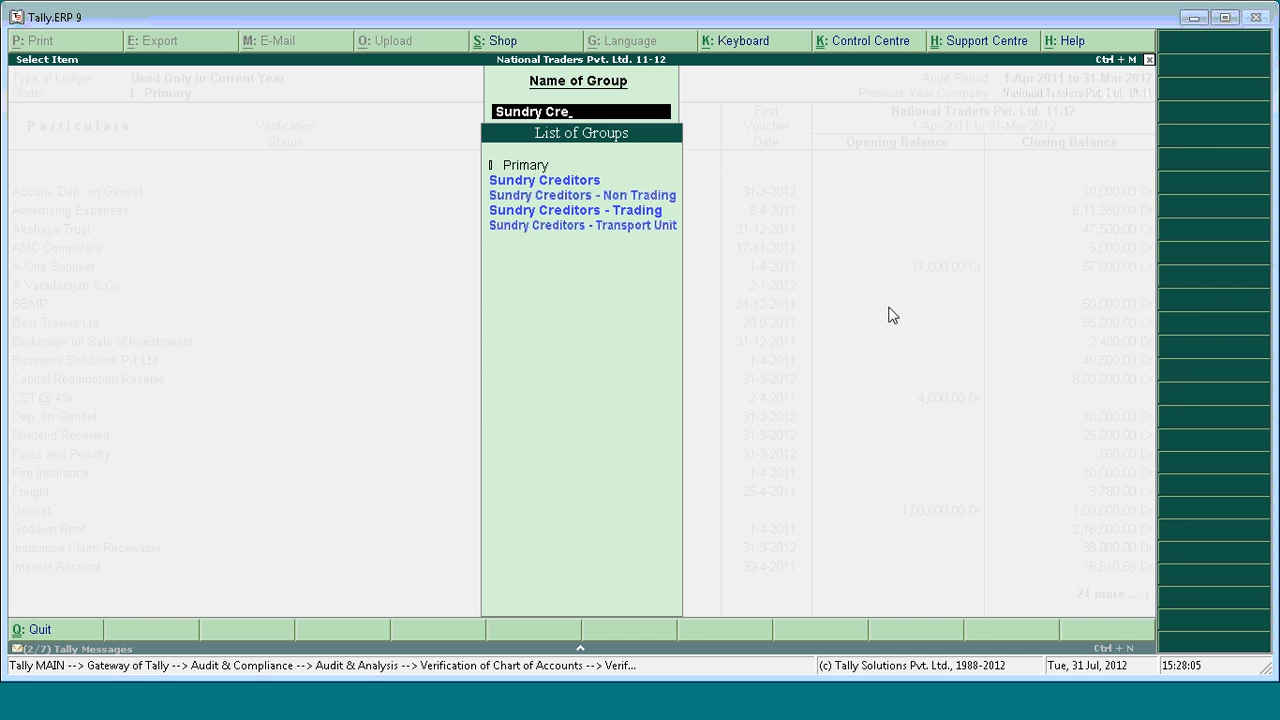 Tally.ERP 9
P: Print E: Export M: E-Mail O: Upload S: Shop G: Language K: Keyboard K: Control Centre H: Support Centre H: Help
Select Item National Traders Pvt. Ltd. 11-12 Ctrl + M
Type of Ledger Used Only in Current Year Audit Period 1-Apr-2011 to 31-Mar-2012
Under Primary Previous Year Company National Traders Pvt. Ltd. 10-11
Name of Group
Sundry Cre_
List of Groups
Primary
Sundry Creditors
Sundry Creditors - Non Trading
Sundry Creditors - Trading
Sundry Creditors - Transport Unit
Particulars Verification Status First Voucher Date National Traders Pvt. Ltd. 11-12
1-Apr-2011 to 31-Mar-2012
Opening Balance Closing Balance
Accum. Dep. on Genset 31-3-2012 10,000.00 Cr
Advertising Expenses 6-4-2011 6,11,360.00 Dr
Akshaya Trust 31-12-2011 47,500.00 Cr
AMC Computers 17-11-2011 5,000.00 Cr
A-One Supplier 1-4-2011 11,000.00 Cr 57,600.00 Cr
A Varadarajan & Co 2-1-2012
BBMP 31-12-2011 50,000.00 Cr
Best Travels Ltd 20-9-2011 95,000.00 Cr
Brokerage on Sale of Investments 31-12-2011 2,400.00 Dr
Business Solutions Pvt Ltd 1-4-2011 40,500.00 Cr
Capital Redemption Reserve 31-3-2012 6,00,000.00 Cr
CST @ 4% 2-4-2011 4,800.00 Dr
Dep. on Genset 31-3-2012 10,000.00 Dr
Dividend Received 31-3-2012 25,000.00 Cr
Fines and Penalty 31-3-2012 500.00 Dr
Fire Insurance 1-4-2011 10,000.00 Dr
Freight 25-4-2011 3,780.00 Dr
Genset 1,00,000.00 Dr 1,00,000.00 Dr
Godown Rent 1-4-2011 2,16,000.00 Dr
Insurance Claim Receivable 31-3-2012 38,000.00 Dr
Interest Account 30-4-2011 16,610.68 Dr
24 more ... ↓
Q: Quit
(2/7) Tally Messages Ctrl + N
Tally MAIN --> Gateway of Tally --> Audit & Compliance --> Audit & Analysis --> Verification of Chart of Accounts --> Verif... (c) Tally Solutions Pvt. Ltd., 1988-2012 Tue, 31 Jul, 2012 15:28:05